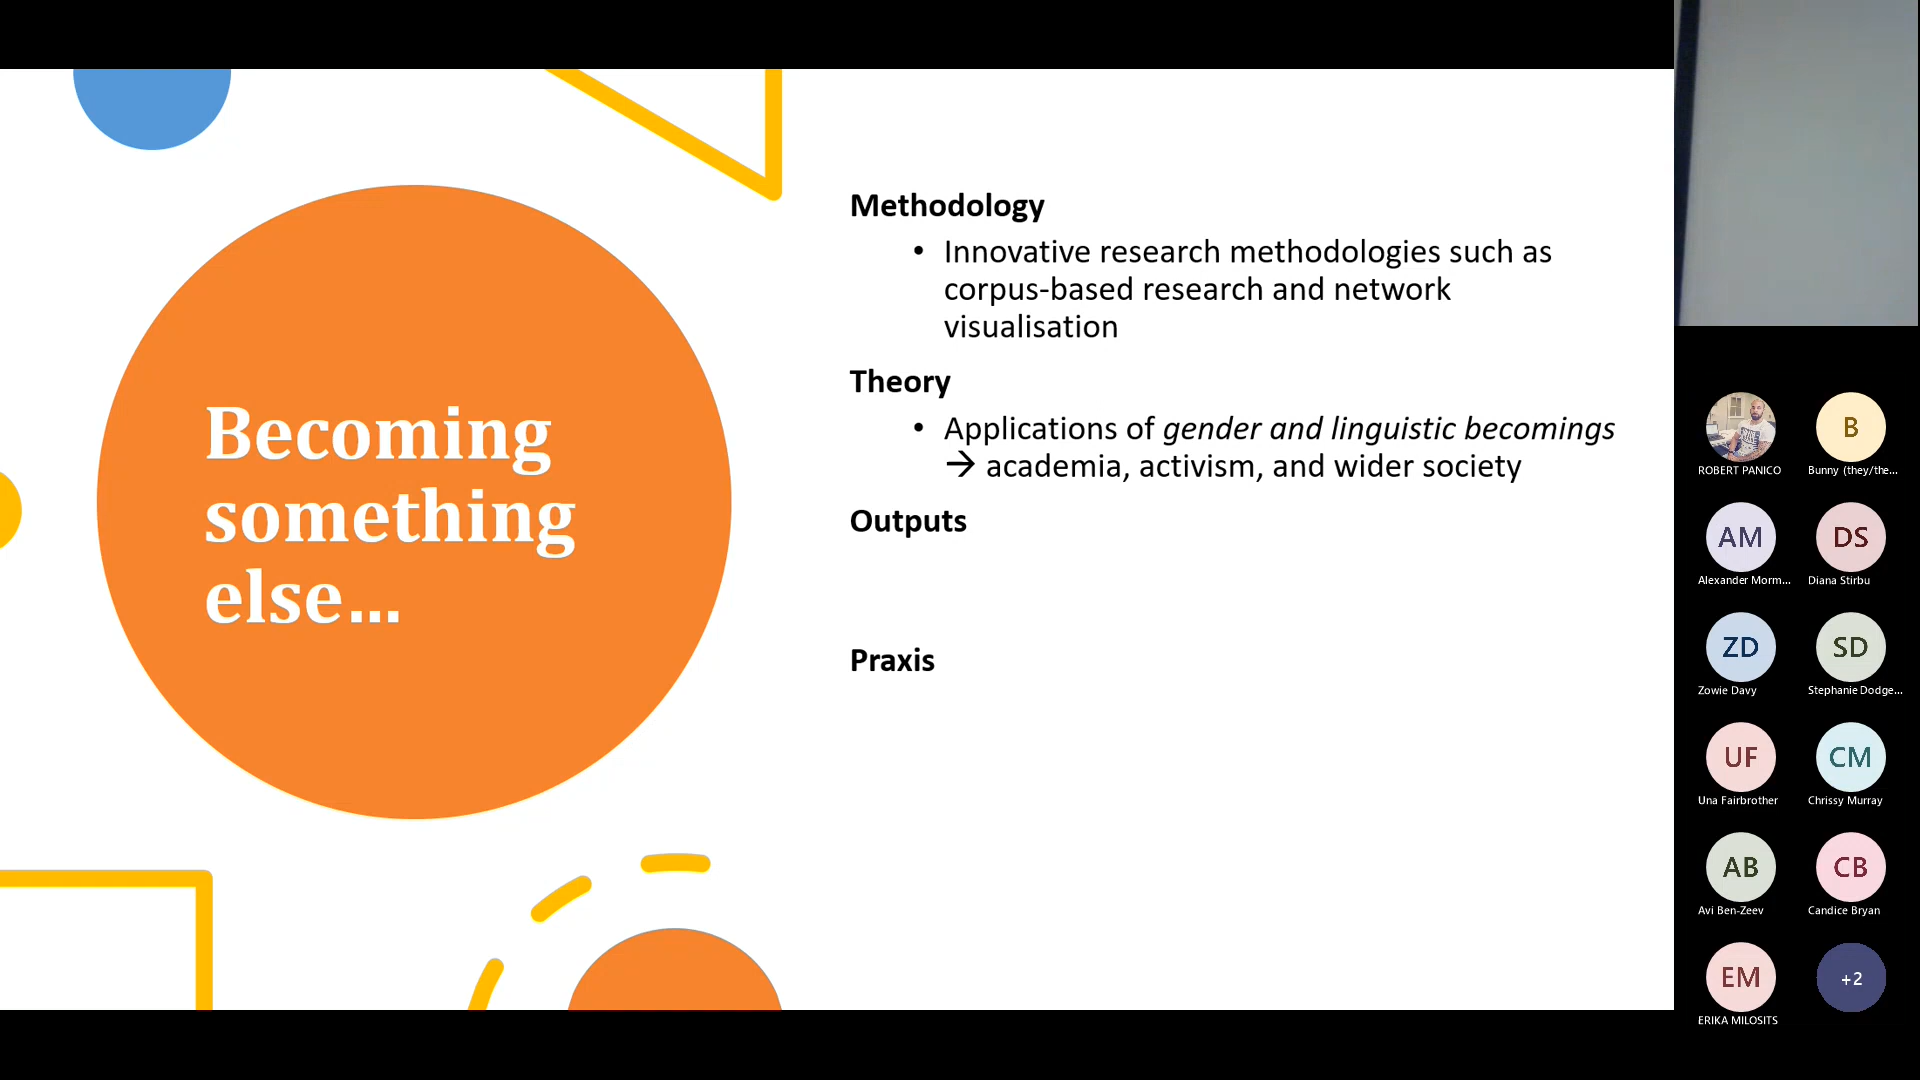 Becoming
something
else...
Methodology
• Innovative research methodologies such as
corpus-based research and network
visualisation
Theory
• Applications of gender and linguistic becomings
→ academia, activism, and wider society
Outputs
Praxis
ROBERT PANICO
B
Bunny (they/the...
AM
Alexander Morm...
DS
Diana Stirbu
ZD
Zowie Davy
SD
Stephanie Dodge...
UF
Una Fairbrother
CM
Chrissy Murray
AB
Avi Ben-Zeev
CB
Candice Bryan
EM
ERIKA MILOSITS
+2